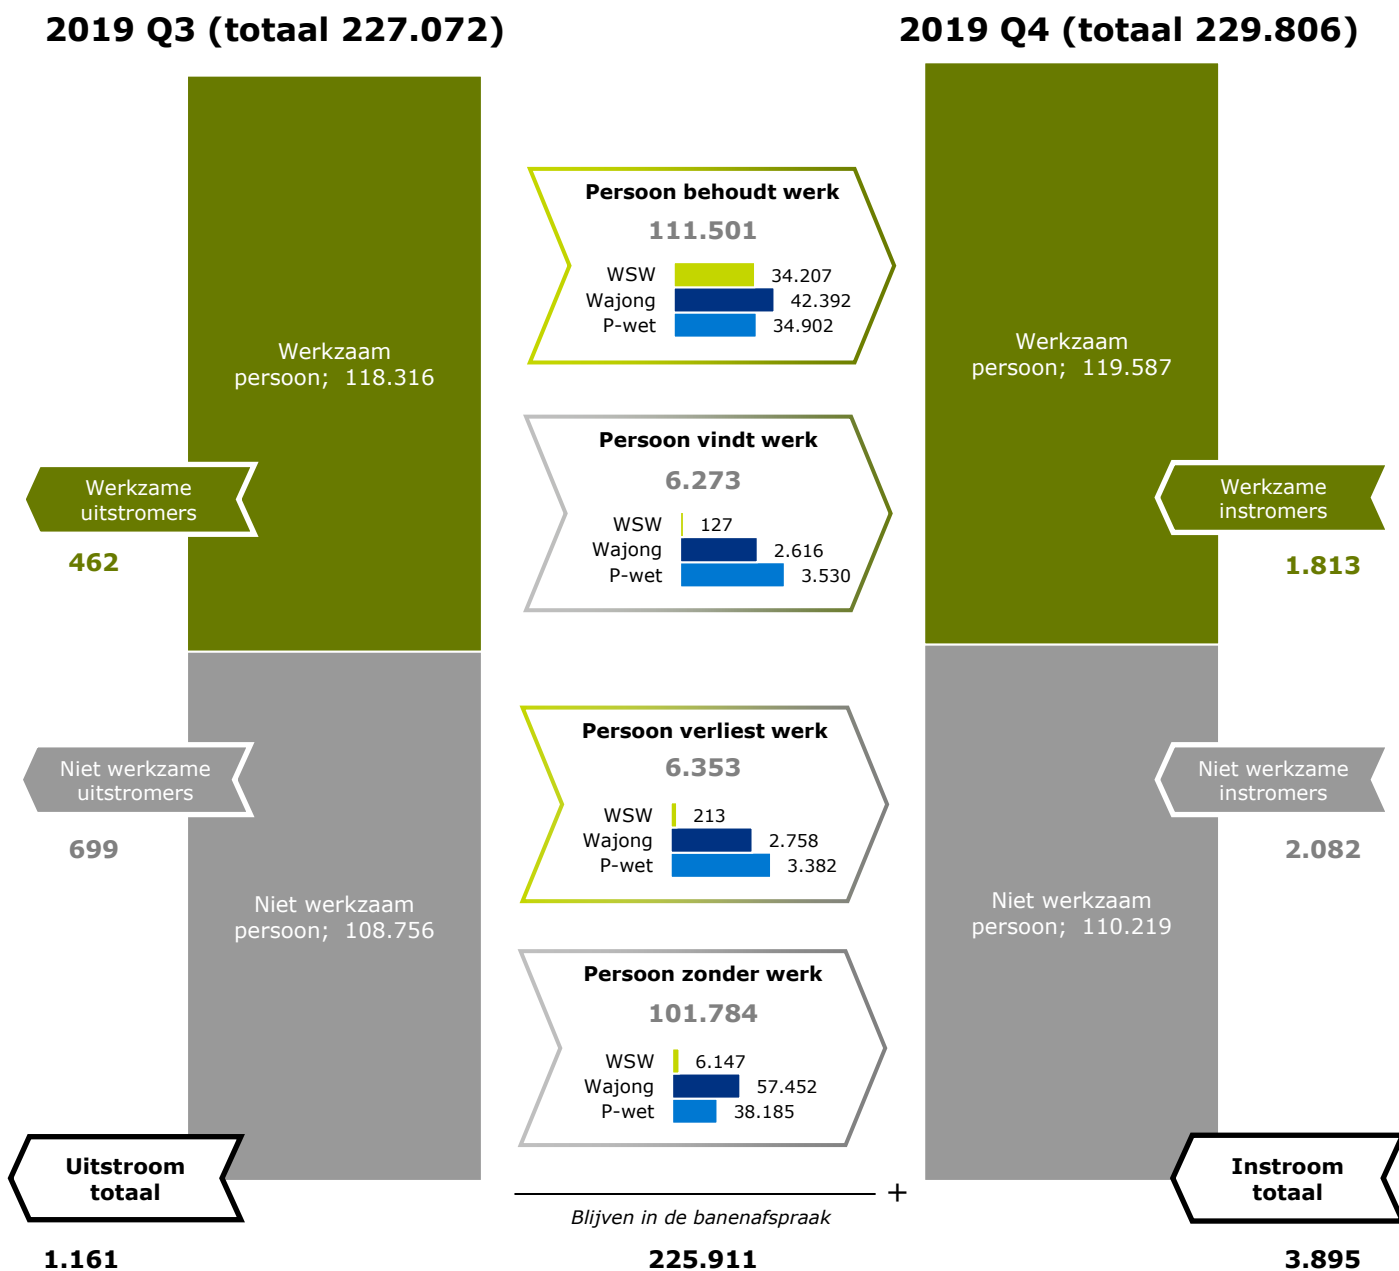 2019 Q3 (totaal 227.072)
2019 Q4 (totaal 229.806)
Werkzaam
persoon; 118.316
Werkzame
uitstromers
462
Niet werkzame
uitstromers
699
Niet werkzaam
persoon; 108.756
Uitstroom
totaal
1.161
Persoon behoudt werk
111.501
WSW 34.207
Wajong 42.392
P-wet 34.902
Persoon vindt werk
6.273
WSW 127
Wajong 2.616
P-wet 3.530
Persoon verliest werk
6.353
WSW 213
Wajong 2.758
P-wet 3.382
Persoon zonder werk
101.784
WSW 6.147
Wajong 57.452
P-wet 38.185
+
Blijven in de banenafspraak
225.911
Werkzaam
persoon; 119.587
Werkzame
instromers
1.813
Niet werkzame
instromers
2.082
Niet werkzaam
persoon; 110.219
Instroom
totaal
3.895